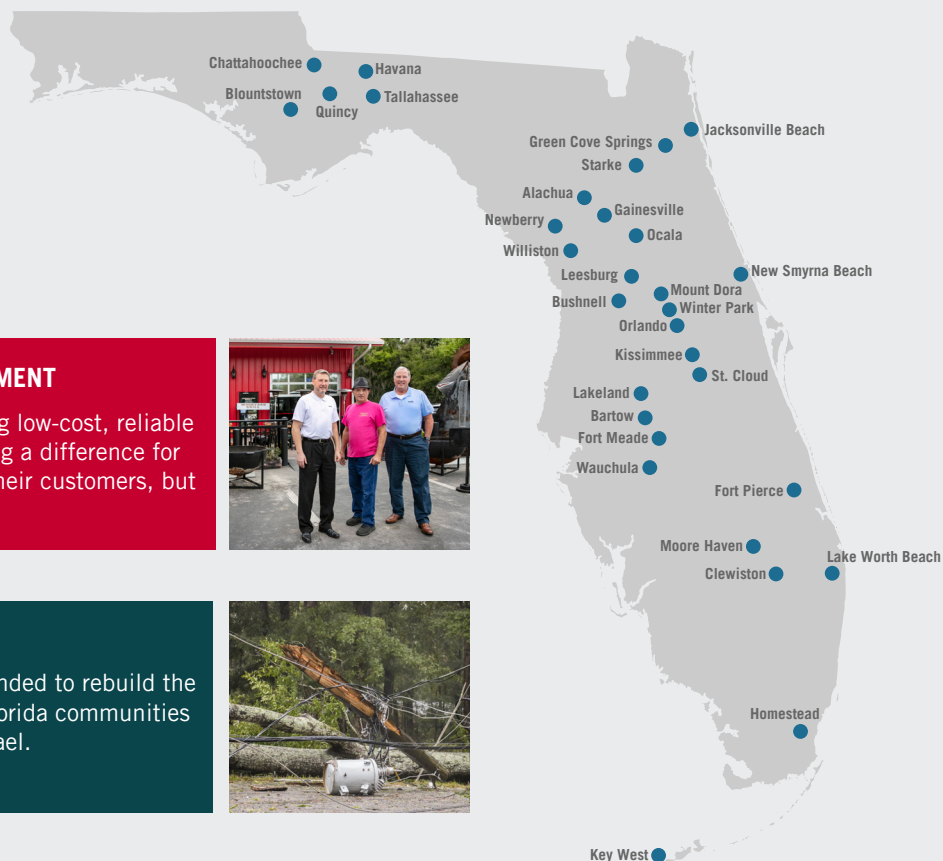 Chattahoochee
Havana
Blountstown
Quincy
Tallahassee
Jacksonville Beach
Green Cove Springs
Starke
Alachua
Gainesville
Newberry
Ocala
Williston
Leesburg
New Smyrna Beach
Mount Dora
Bushnell
Winter Park
Orlando
Kissimmee
St. Cloud
Lakeland
Bartow
Fort Meade
Wauchula
Fort Pierce
Moore Haven
Lake Worth Beach
Clewiston
Homestead
Key West
MENT
g low-cost, reliable
g a difference for
heir customers, but
nded to rebuild the
orida communities
ael.